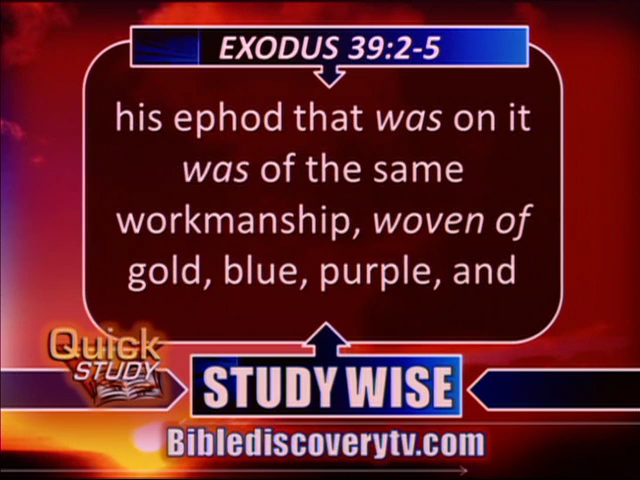 EXODUS 39:2-5
his ephod that was on it
was of the same
workmanship, woven of
gold, blue, purple, and
Quick
STUDY
STUDY WISE
Biblediscoverytv.com